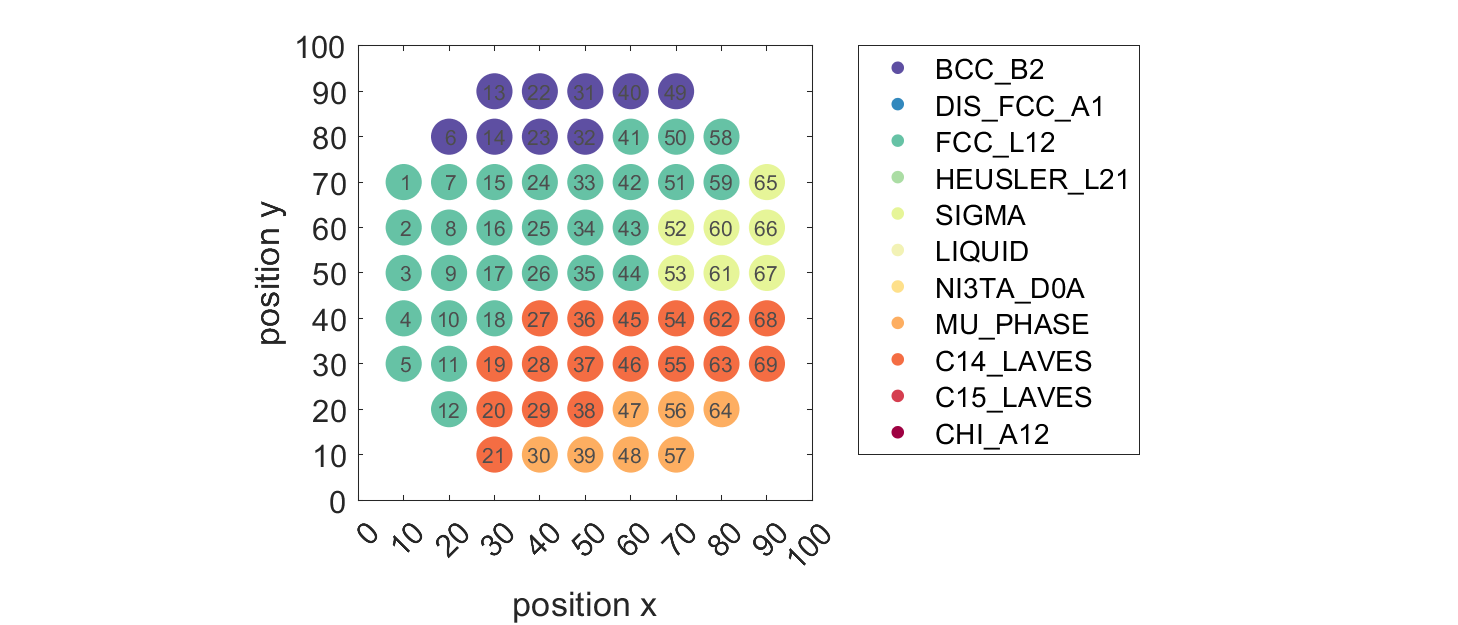 100
90 13 22 31 40 49
80 6 14 23 32 41 50 58
70 1 7 15 24 33 42 51 59 65
60 2 8 16 25 34 43 52 60 66
50 3 9 17 26 35 44 53 61 67
40 4 10 18 27 36 45 54 62 68
30 5 11 19 28 37 46 55 63 69
20 12 20 29 38 47 56 64
10 21 30 39 48 57
0
0 10 20 30 40 50 60 70 80 90 100
position x
position y
BCC_B2
DIS_FCC_A1
FCC_L12
HEUSLER_L21
SIGMA
LIQUID
NI3TA_D0A
MU_PHASE
C14_LAVES
C15_LAVES
CHI_A12